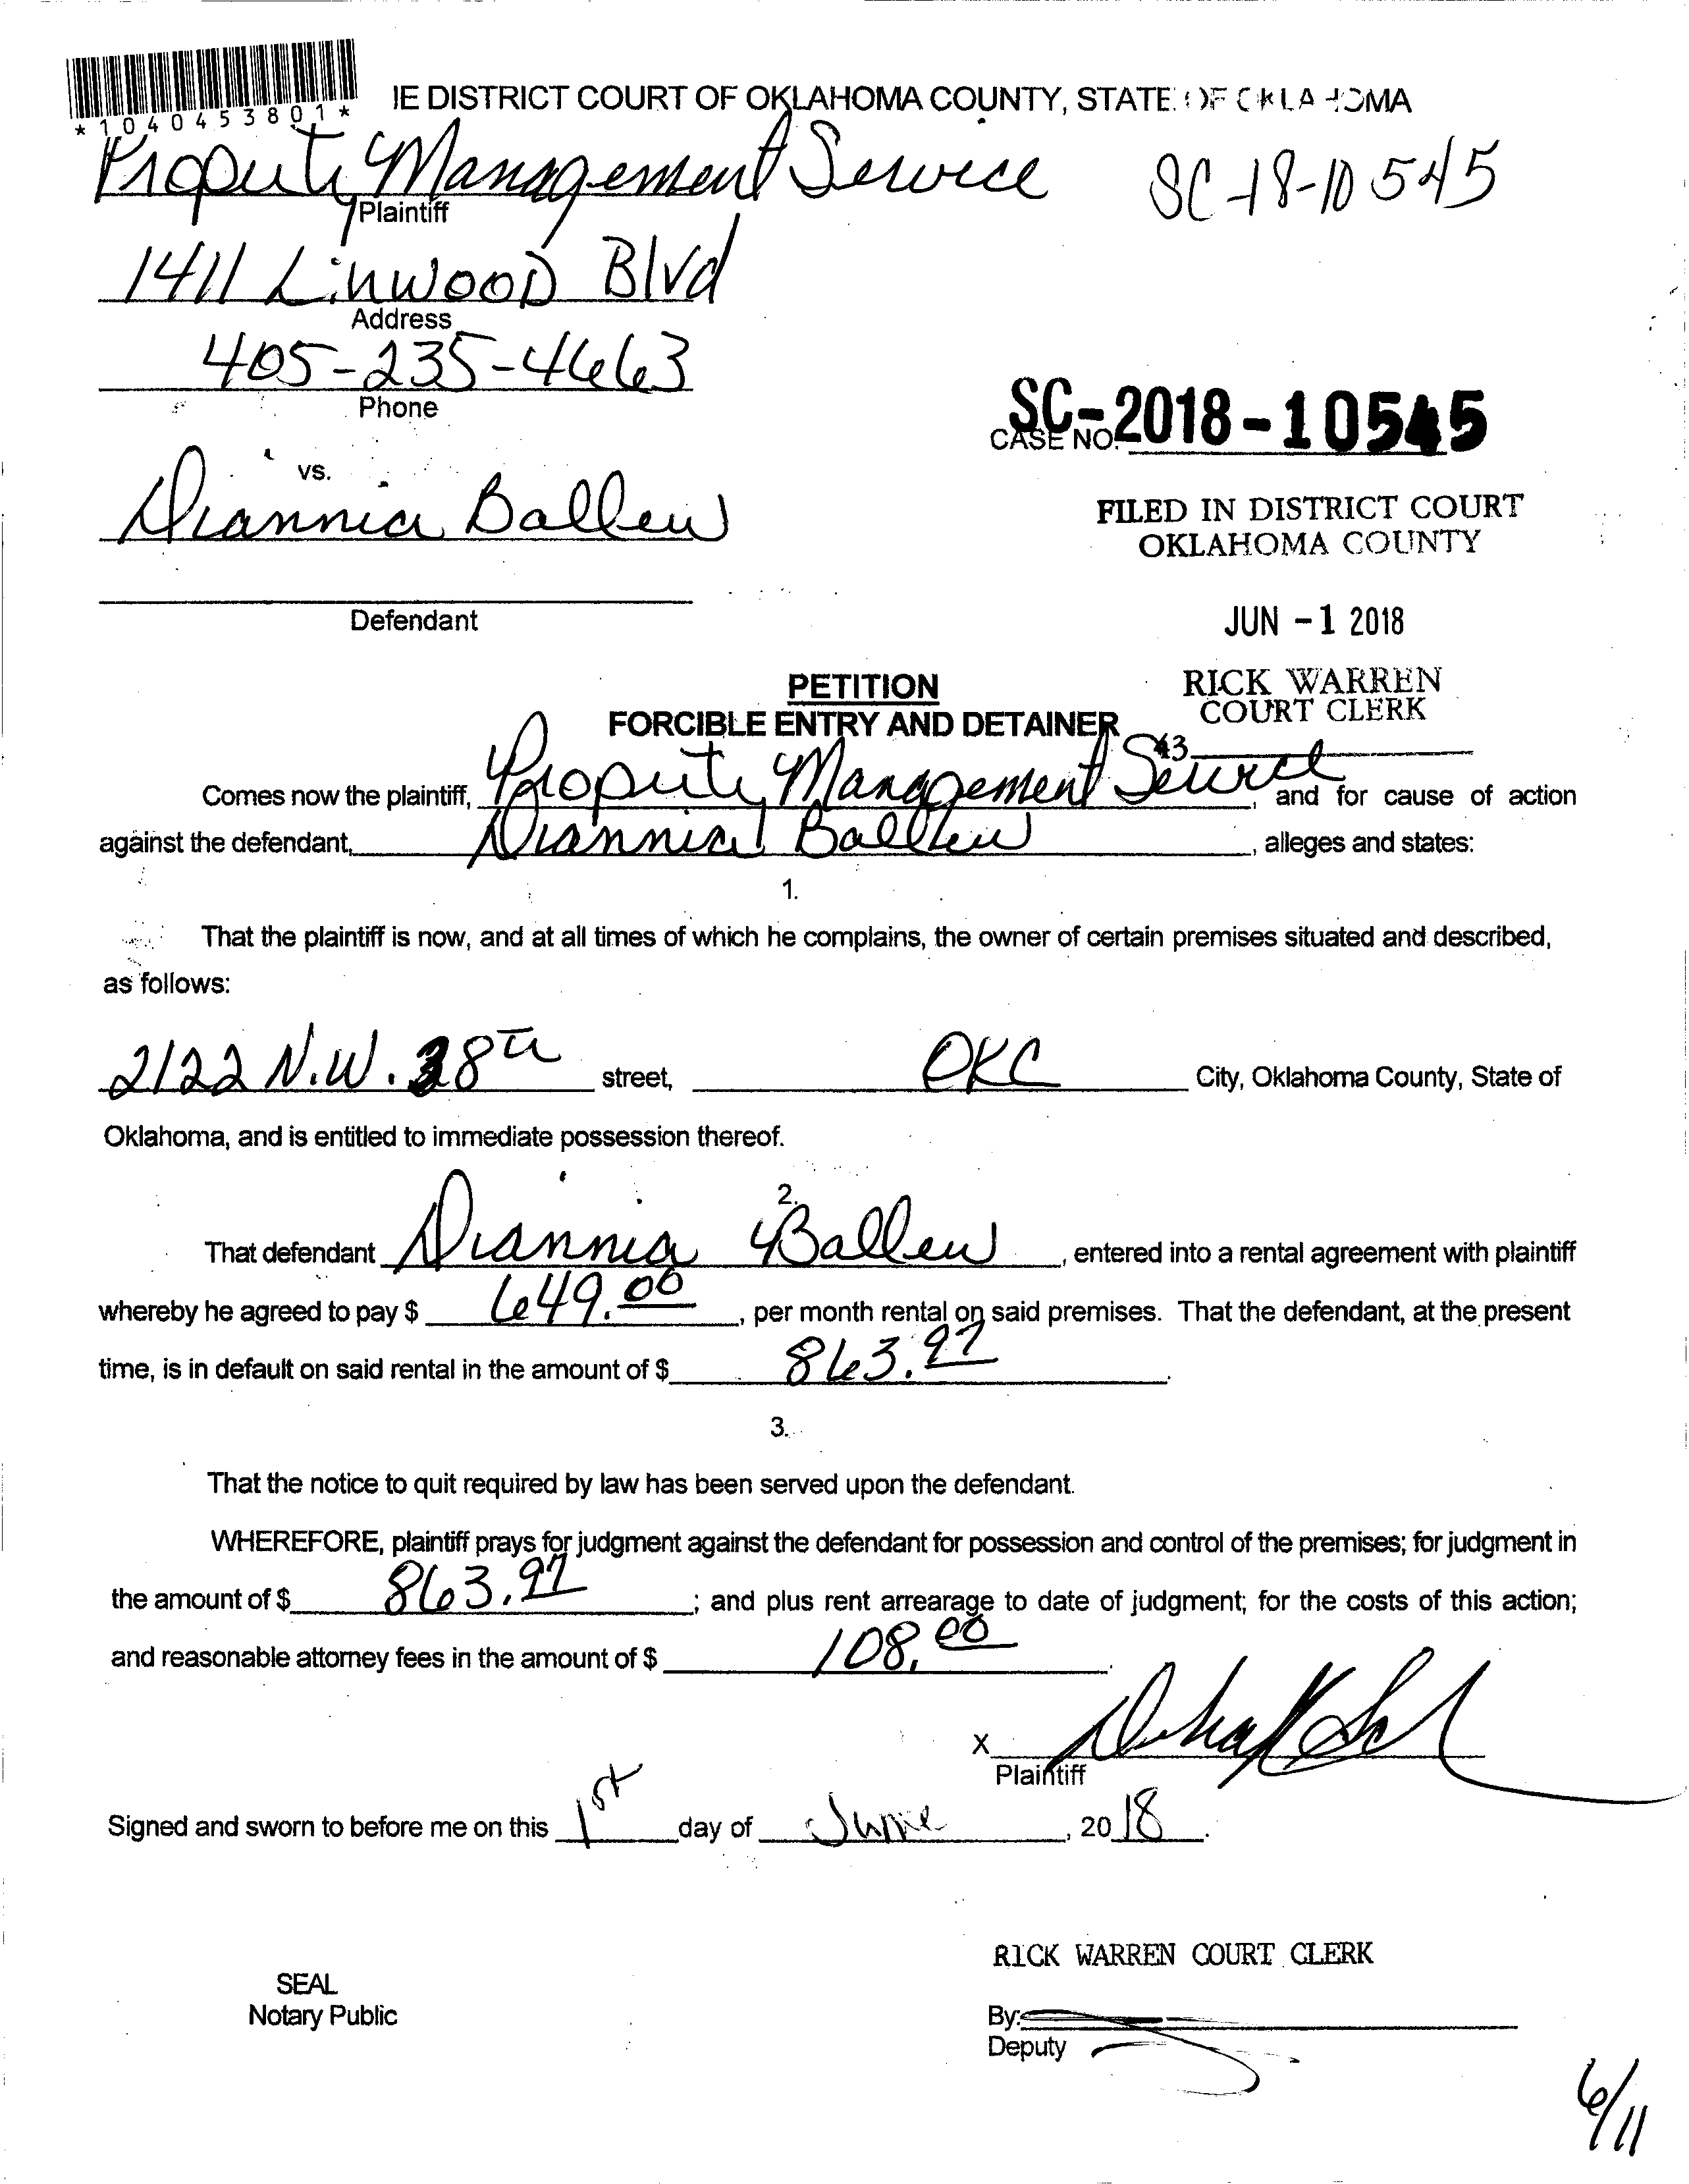 *1040453801*
IE DISTRICT COURT OF OKLAHOMA COUNTY, STATE OF OKLAHOMA
Property Management Service
SC-18-10545
Plaintiff
1411 Linwood Blvd
Address
405-235-4663
Phone
SC-2018-10545
CASE NO.
vs.
Diannia Ballew
FILED IN DISTRICT COURT
OKLAHOMA COUNTY
Defendant
JUN -1 2018
PETITION
RICK WARREN
COURT CLERK
FORCIBLE ENTRY AND DETAINER
43
Comes now the plaintiff, Property Management Service, and for cause of action
against the defendant, Diannia Ballew, alleges and states:
1.
That the plaintiff is now, and at all times of which he complains, the owner of certain premises situated and described,
as follows:
2122 N.W. 38th street, OKC City, Oklahoma County, State of
Oklahoma, and is entitled to immediate possession thereof.
2.
That defendant Diannia Ballew, entered into a rental agreement with plaintiff
whereby he agreed to pay $ 649.00, per month rental on said premises. That the defendant, at the present
time, is in default on said rental in the amount of $ 863.97.
3.
That the notice to quit required by law has been served upon the defendant.
WHEREFORE, plaintiff prays for judgment against the defendant for possession and control of the premises; for judgment in
the amount of $ 863.97; and plus rent arrearage to date of judgment; for the costs of this action;
and reasonable attorney fees in the amount of $ 108.00.
X
Plaintiff
Signed and sworn to before me on this 1st day of June, 2018.
RICK WARREN COURT CLERK
SEAL
Notary Public
By:
Deputy
6/11